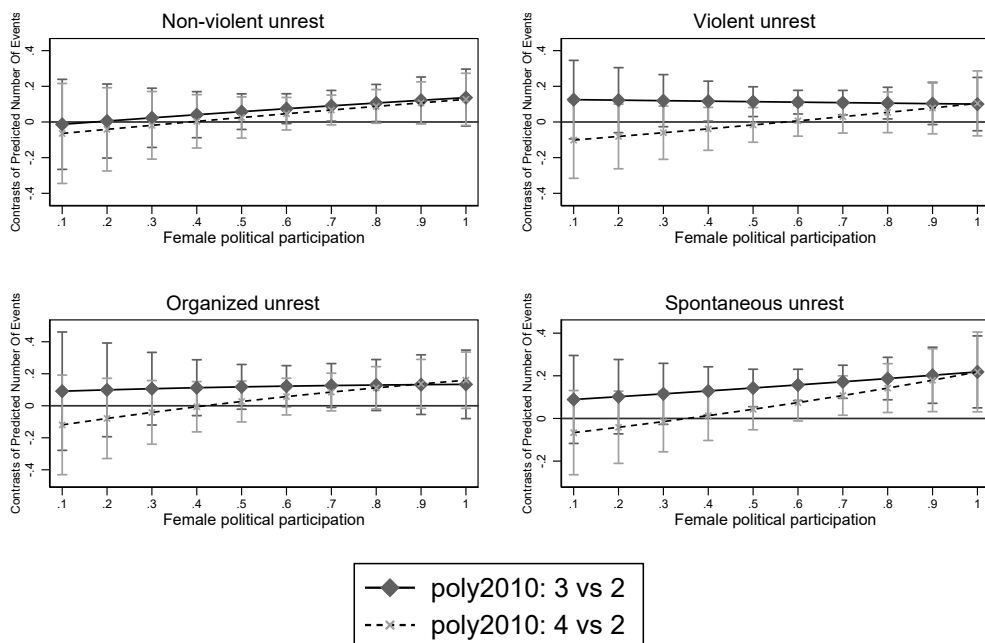 Non-violent unrest
Contrasts of Predicted Number Of Events
.4
.2
0
-.2
-.4
.1 .2 .3 .4 .5 .6 .7 .8 .9 1
Female political participation
Violent unrest
Contrasts of Predicted Number Of Events
.4
.2
0
-.2
-.4
.1 .2 .3 .4 .5 .6 .7 .8 .9 1
Female political participation
Organized unrest
Contrasts of Predicted Number Of Events
.4
.2
0
-.2
-.4
.1 .2 .3 .4 .5 .6 .7 .8 .9 1
Female political participation
Spontaneous unrest
Contrasts of Predicted Number Of Events
.4
.2
0
-.2
.1 .2 .3 .4 .5 .6 .7 .8 .9 1
Female political participation
poly2010: 3 vs 2
poly2010: 4 vs 2